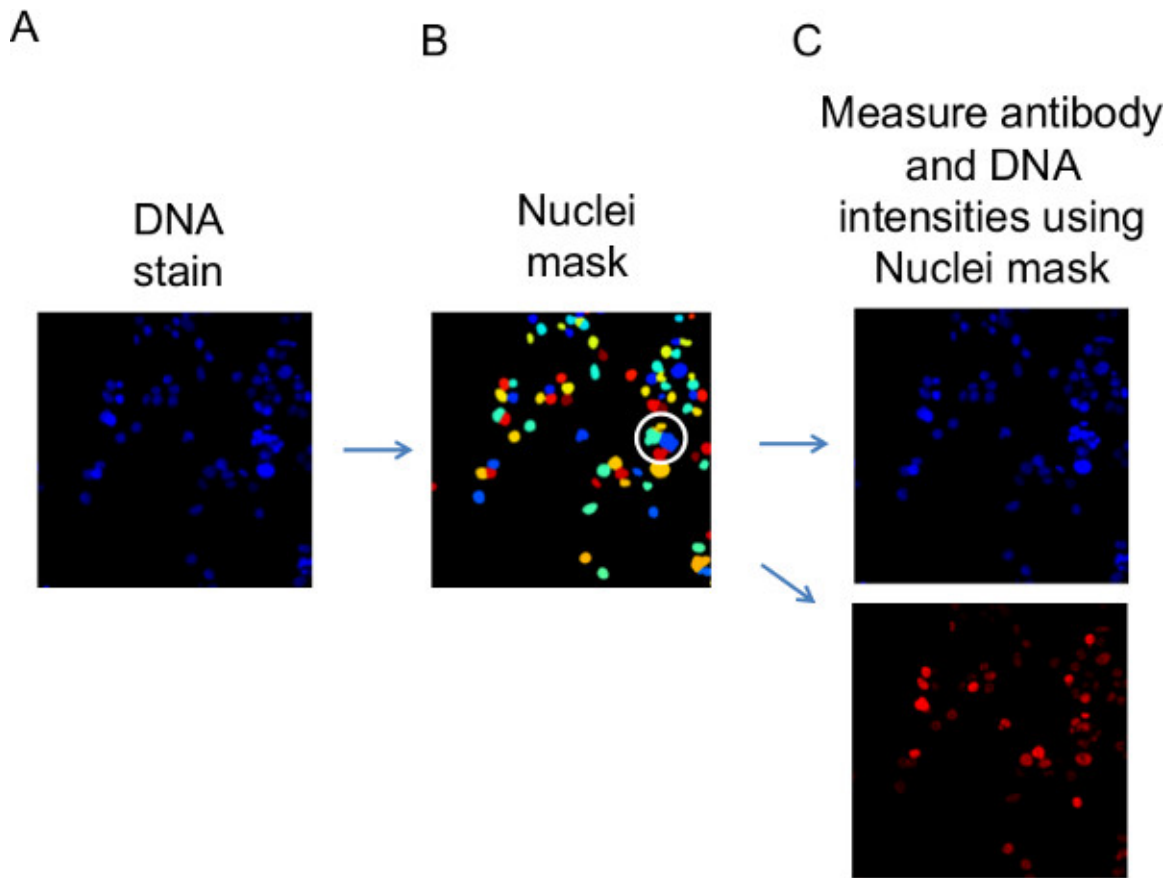 A
B
C
DNA
stain
Nuclei
mask
Measure antibody
and DNA
intensities using
Nuclei mask